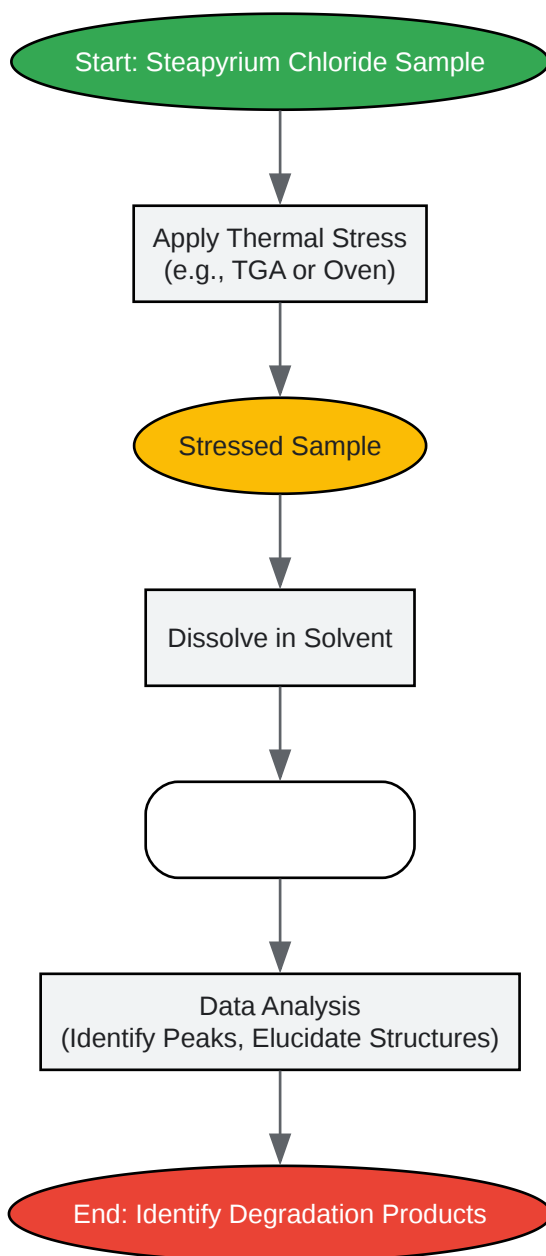 Start: Steapyrium Chloride Sample
Apply Thermal Stress
(e.g., TGA or Oven)
Stressed Sample
Dissolve in Solvent
Data Analysis
(Identify Peaks, Elucidate Structures)
End: Identify Degradation Products